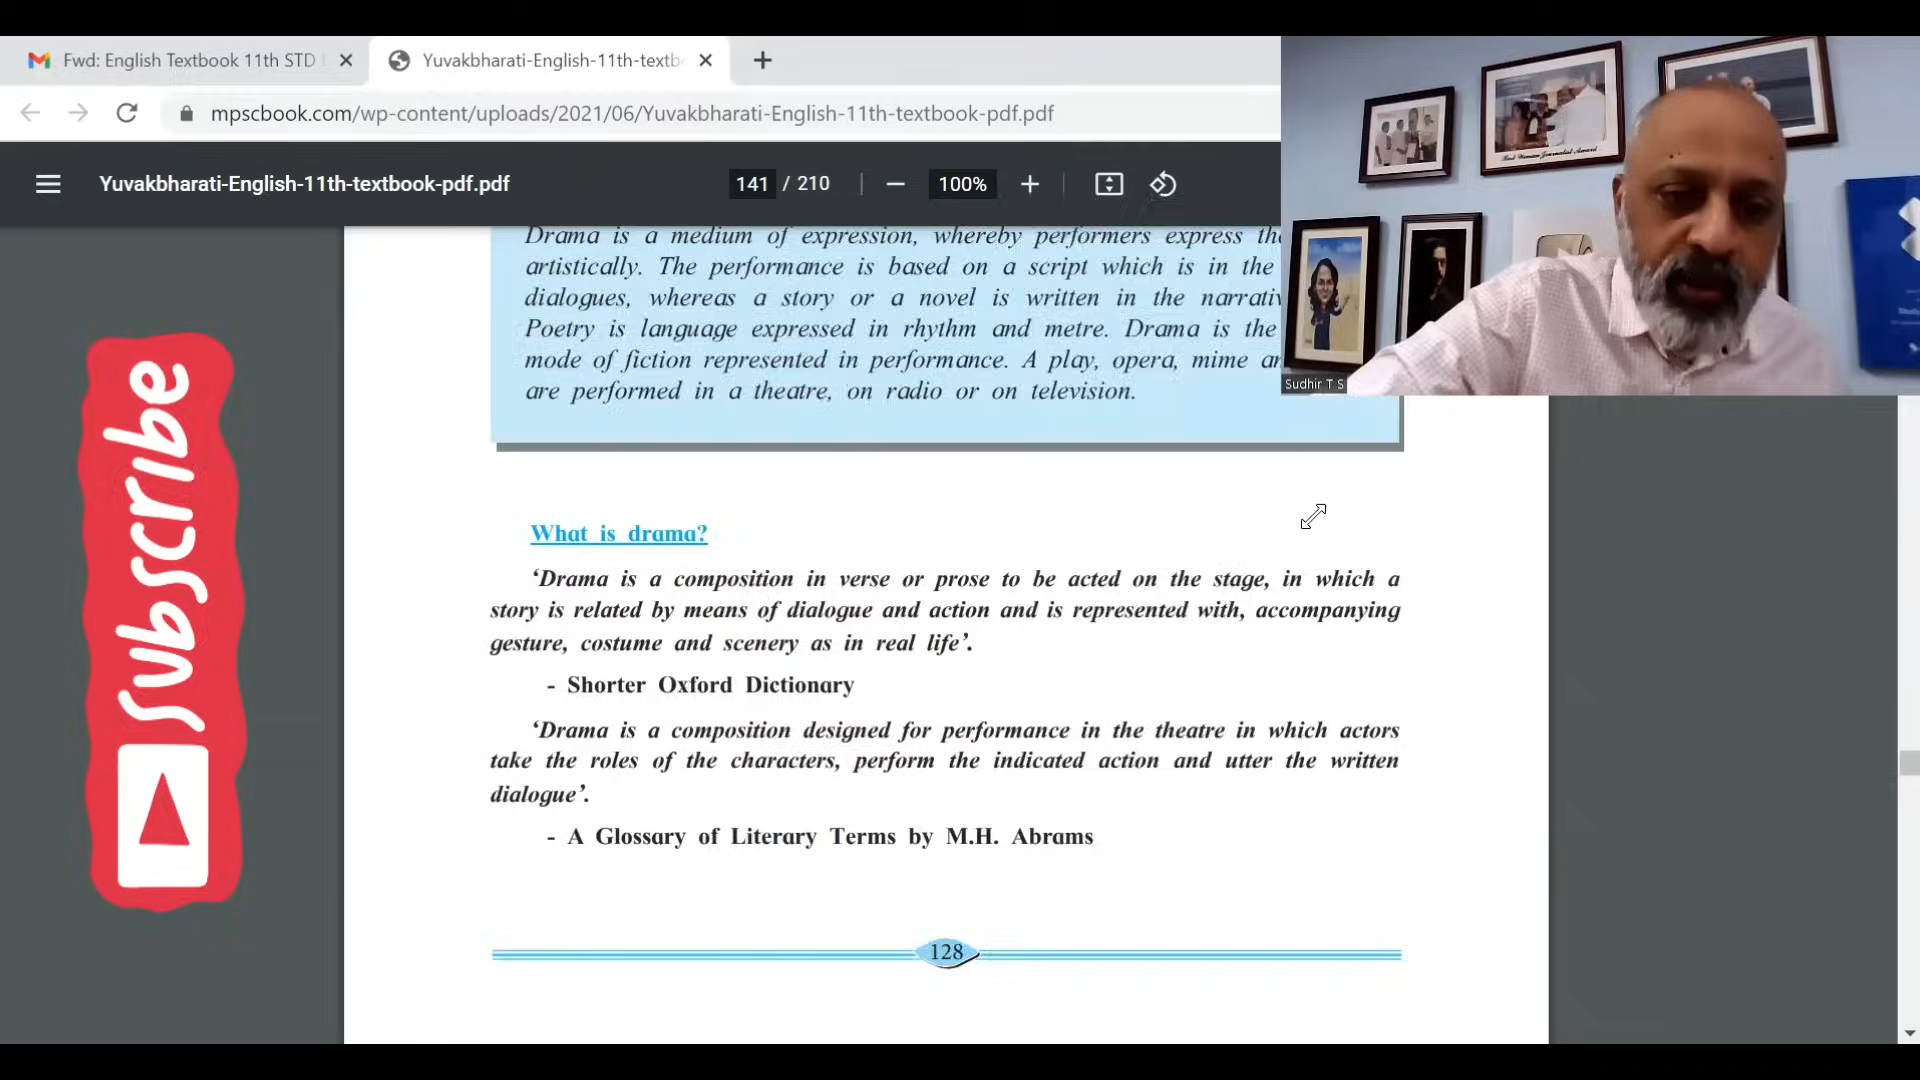 Fwd: English Textbook 11th STD
Yuvakbharati-English-11th-textb
mpscbook.com/wp-content/uploads/2021/06/Yuvakbharati-English-11th-textbook-pdf.pdf
Yuvakbharati-English-11th-textbook-pdf.pdf
141 / 210
100%
Best Woman Journalist Award
Sudhir T S
Subscribe
Drama is a medium of expression, whereby performers express
artistically. The performance is based on a script which is in the
dialogues, whereas a story or a novel is written in the
Poetry is language expressed in rhythm and metre. Drama is the
mode of fiction represented in performance. A play, opera, mime
are performed in a theatre, on radio or on television.
What is drama?
‘Drama is a composition in verse or prose to be acted on the stage, in which a
story is related by means of dialogue and action and is represented with, accompanying
gesture, costume and scenery as in real life’.
- Shorter Oxford Dictionary
‘Drama is a composition designed for performance in the theatre in which actors
take the roles of the characters, perform the indicated action and utter the written
dialogue’.
- A Glossary of Literary Terms by M.H. Abrams
128